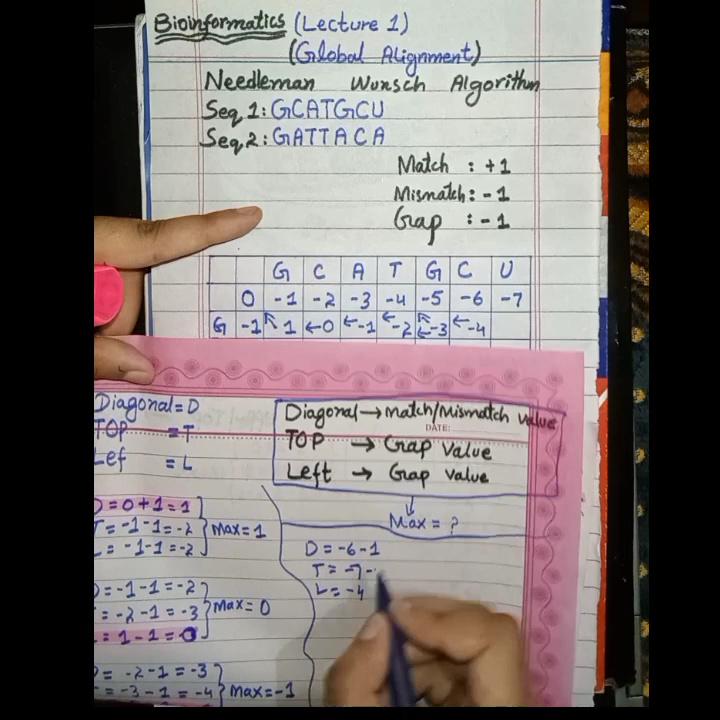 Bioinformatics (Lecture 1)
(Global Alignment)
Needleman Wunsch Algorithm
Seq 1: GCATGCU
Seq 2: GATTACA
Match : +1
Mismatch: -1
Gap : -1
G C A T G C U
0 -1 -2 -3 -4 -5 -6 -7
G -1 ↖ 1 ←0 ←-1 ←-2 ↖←-3 ←-4
Diagonal = D
TOP = T
Lef = L
Diagonal → Match/Mismatch value
DATE:
TOP → Gap Value
Left → Gap value
↓
Max = ?
D = 0 + 1 = 1
T = -1 -1 = -2
= -1 -1 = -2
Max = 1
D = -6 -1
T = -7 -
L = -4
= -1 -1 = -2
= -2 -1 = -3
= 1 -1 = 0
Max = 0
= -2 -1 = -3
= -3 -1 = -4
Max = -1